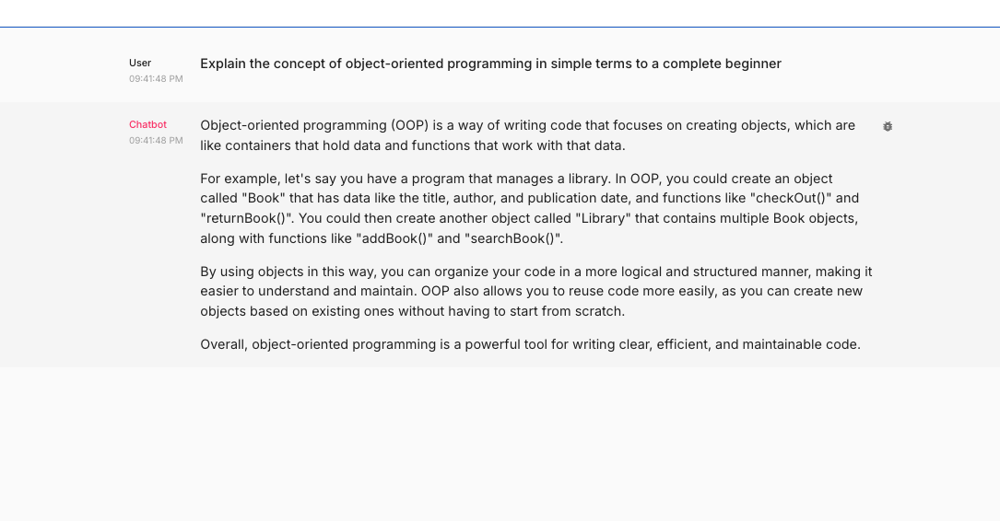 User
09:41:48 PM
Explain the concept of object-oriented programming in simple terms to a complete beginner
Chatbot
09:41:48 PM
Object-oriented programming (OOP) is a way of writing code that focuses on creating objects, which are
like containers that hold data and functions that work with that data.
For example, let's say you have a program that manages a library. In OOP, you could create an object
called "Book" that has data like the title, author, and publication date, and functions like "checkOut()" and
"returnBook()". You could then create another object called "Library" that contains multiple Book objects,
along with functions like "addBook()" and "searchBook()".
By using objects in this way, you can organize your code in a more logical and structured manner, making it
easier to understand and maintain. OOP also allows you to reuse code more easily, as you can create new
objects based on existing ones without having to start from scratch.
Overall, object-oriented programming is a powerful tool for writing clear, efficient, and maintainable code.